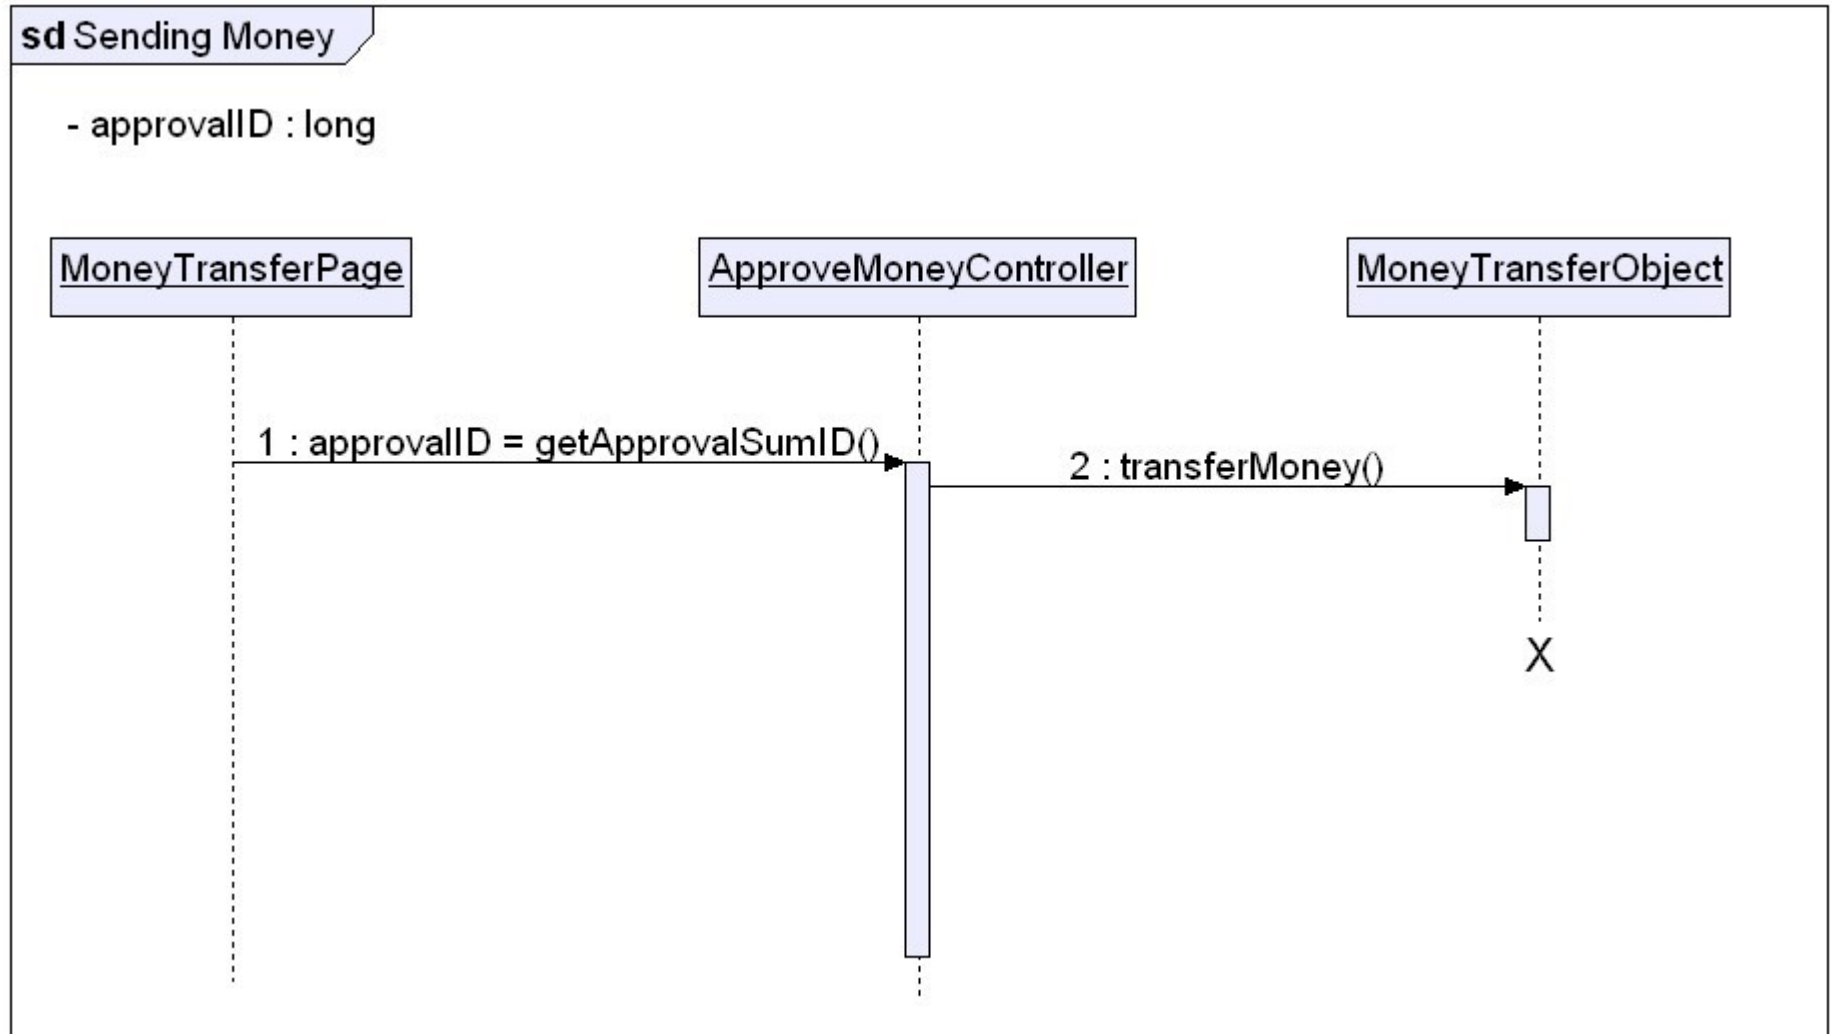 sd Sending Money
- approvalID : long
MoneyTransferPage
ApproveMoneyController
MoneyTransferObject
1 : approvalID = getApprovalSumID()
2 : transferMoney()
X